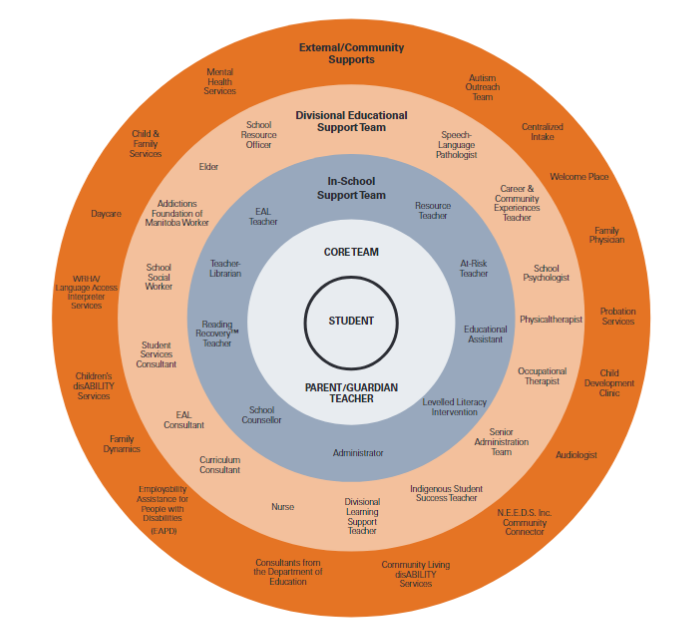 External/Community
Supports
Mental
Health
Services
Autism
Outreach
Team
Centralized
Intake
Welcome Place
Family
Physician
Probation
Services
Child
Development
Clinic
Audiologist
N.E.E.D.S. Inc.
Community
Connector
Community Living
disABILITY
Services
Consultants from
the Department of
Education
Employability
Assistance for
People with
Disabilities
(EAPD)
Family
Dynamics
Children's
disABILITY
Services
WRHA/
Language Access
Interpreter
Services
Daycare
Child &
Family
Services
Divisional Educational
Support Team
School
Resource
Officer
Speech-
Language
Pathologist
Career &
Community
Experiences
Teacher
School
Psychologist
Physicaltherapist
Occupational
Therapist
Senior
Administration
Team
Indigenous Student
Success Teacher
Divisional
Learning
Support
Teacher
Nurse
Curriculum
Consultant
EAL
Consultant
Student
Services
Consultant
School
Social
Worker
Addictions
Foundation of
Manitoba Worker
Elder
In-School
Support Team
Resource
Teacher
At-Risk
Teacher
Educational
Assistant
Levelled Literacy
Intervention
Administrator
School
Counsellor
Reading
Recovery™
Teacher
Teacher-
Librarian
EAL
Teacher
CORE TEAM
STUDENT
PARENT/GUARDIAN
TEACHER